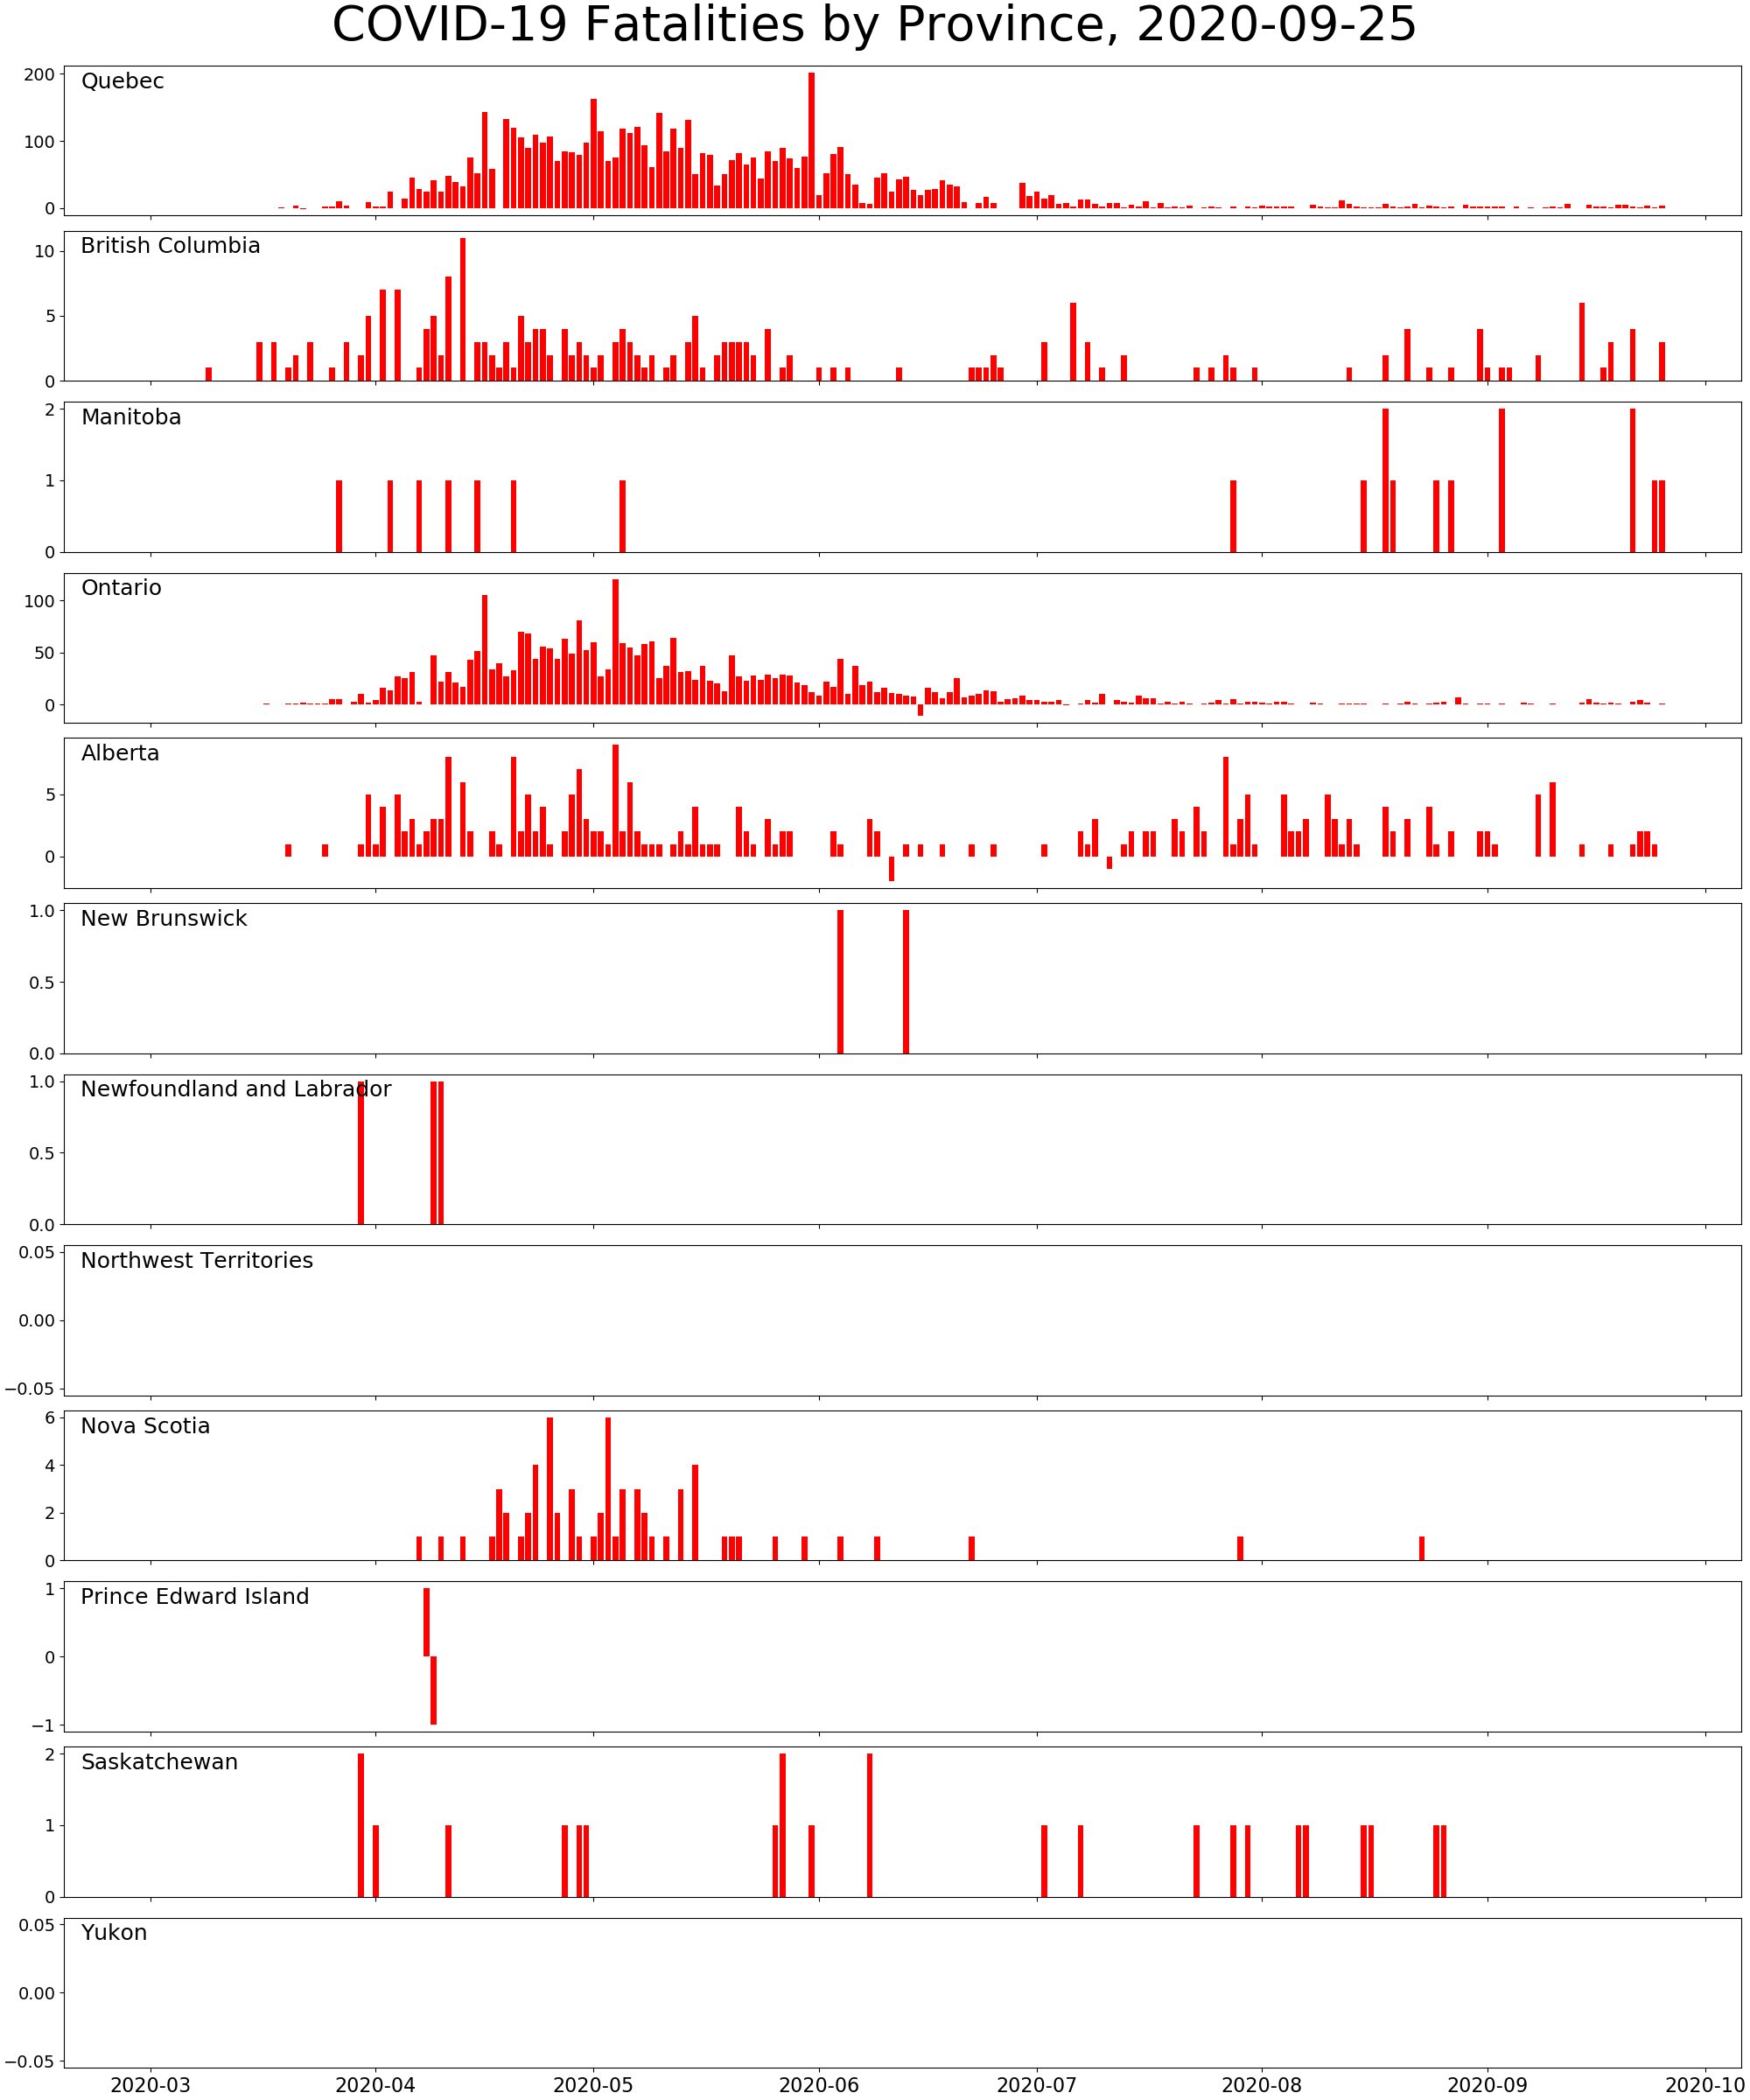 COVID-19 Fatalities by Province, 2020-09-25
Quebec
200
100
0
British Columbia
10
5
0
Manitoba
2
1
0
Ontario
100
50
0
Alberta
5
0
New Brunswick
1.0
0.5
0.0
Newfoundland and Labrador
1.0
0.5
0.0
Northwest Territories
0.05
0.00
−0.05
Nova Scotia
6
4
2
0
Prince Edward Island
1
0
−1
Saskatchewan
2
1
0
Yukon
0.05
0.00
−0.05
2020-03 2020-04 2020-05 2020-06 2020-07 2020-08 2020-09 2020-10